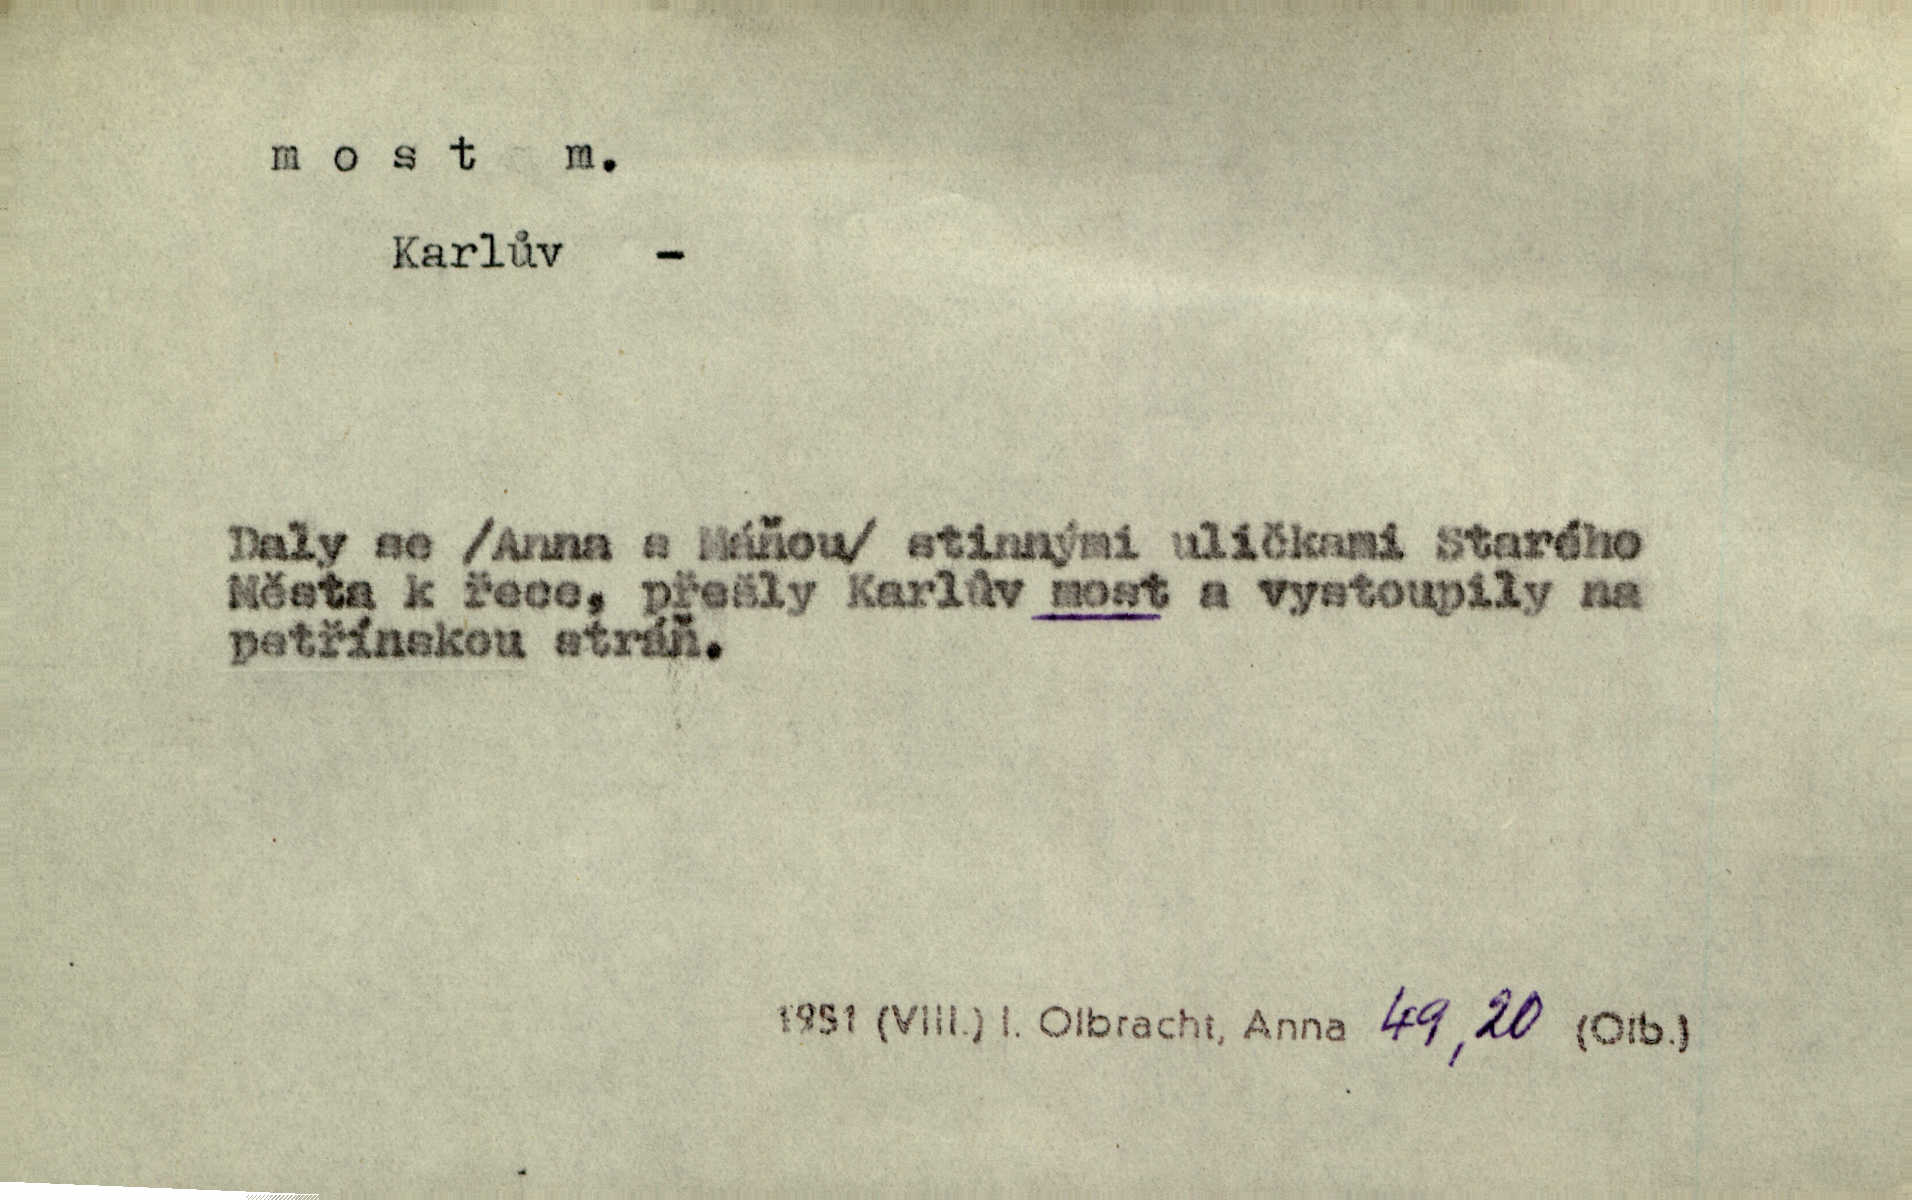 most m.
Karlův -
Daly se /Anna s Máňou/ stinnými uličkami Starého
Města k řece, přešly Karlův most a vystoupily na
petřínskou stráň.
1951 (VIII.) I. Olbracht, Anna 49,20 (Olb.)